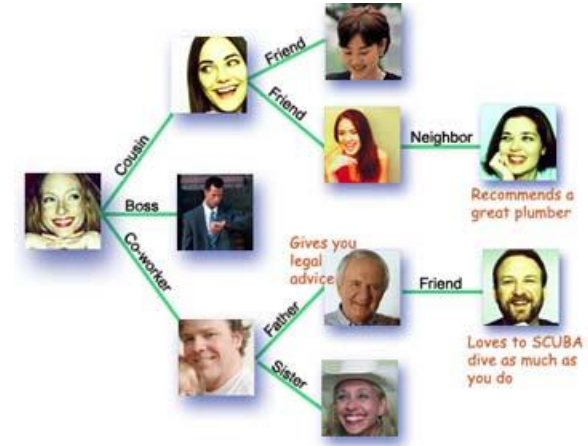 Friend
Friend
Cousin
Neighbor
Recommends a
great plumber
Boss
Co-worker
Gives you
legal
advice
Father
Friend
Sister
Loves to SCUBA
dive as much as
you do